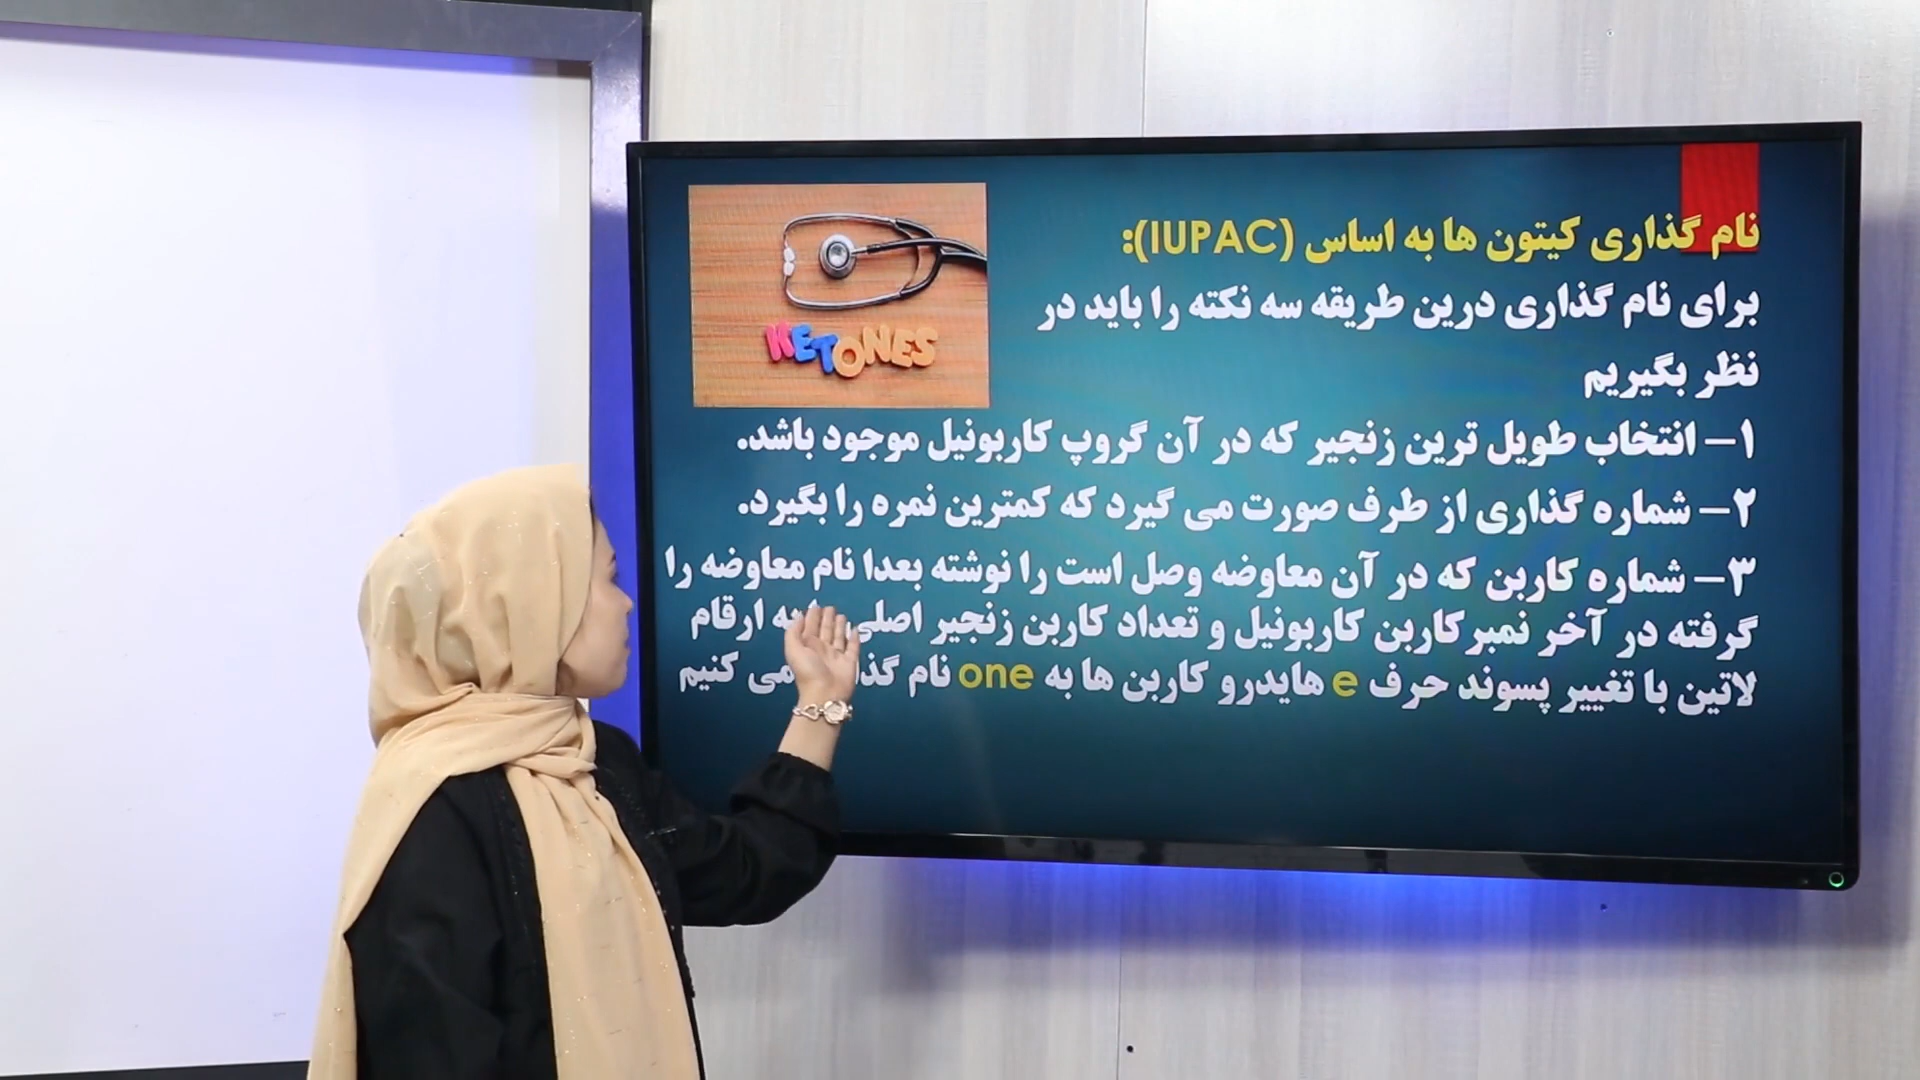 نام گذاری کیتون ها به اساس (IUPAC):
برای نام گذاری درین طریقه سه نکته را باید در
نظر بگیریم
۱– انتخاب طویل ترین زنجیر که در آن گروپ کاربونیل موجود باشد.
۲– شماره گذاری از طرف صورت می گیرد که کمترین نمره را بگیرد.
۳– شماره کاربن که در آن معاوضه وصل است را نوشته بعدا نام معاوضه را
گرفته در آخر نمبرکاربن کاربونیل و تعداد کاربن زنجیر اصلی به ارقام
لاتین با تغییر پسوند حرف e هایدرو کاربن ها به one نام می کنیم
KETONES